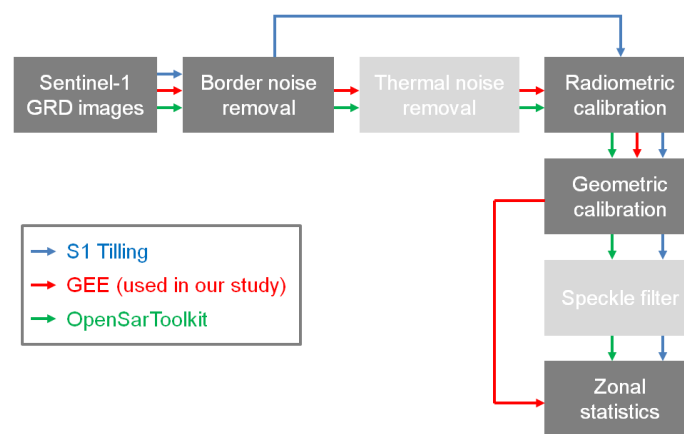 Sentinel-1
GRD images
Border noise
removal
Thermal noise
removal
Radiometric
calibration
Geometric
calibration
Speckle filter
Zonal
statistics
S1 Tilling
GEE (used in our study)
OpenSarToolkit